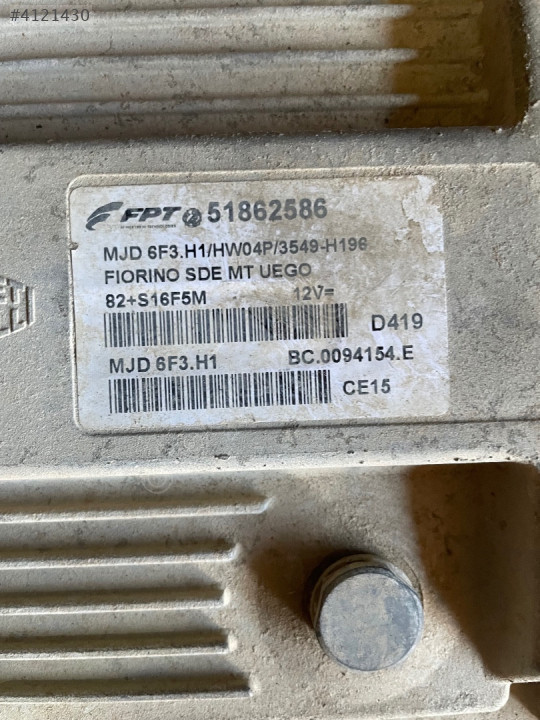 #4121430
FPT 51862586
MJD 6F3.H1/HW04P/3549-H196
FIORINO SDE MT UEGO
82+S16F5M 12V=
D419
MJD 6F3.H1 BC.0094154.E
CE15